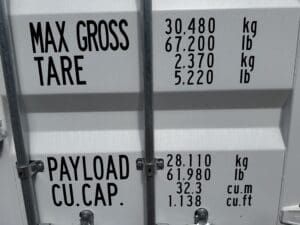 MAX GROSS 30.480 kg
67.200 lb
TARE 2.370 kg
5.220 lb
PAYLOAD 28.110 kg
61.980 lb
CU.CAP. 32.3 cu.m
1.138 cu.ft